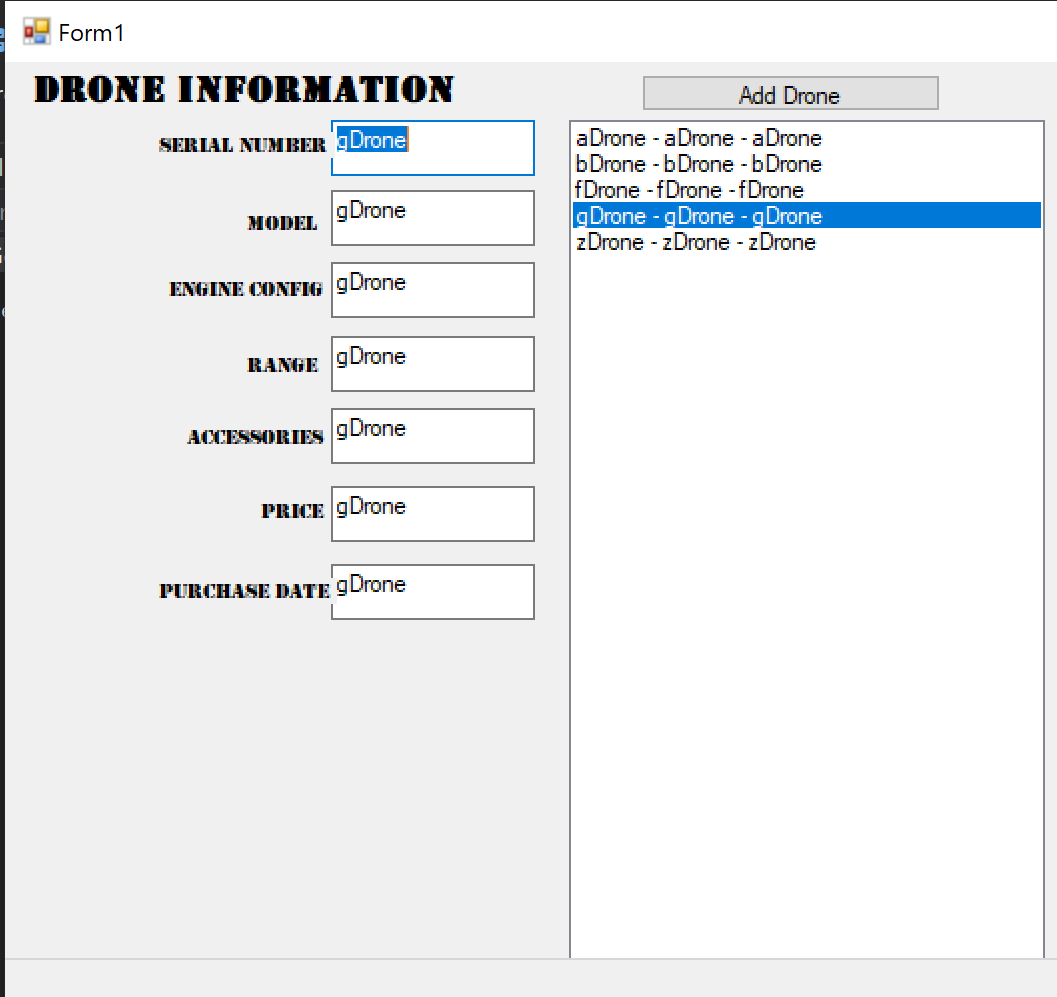 Form1
DRONE INFORMATION
Add Drone
SERIAL NUMBER gDrone
MODEL gDrone
ENGINE CONFIG gDrone
RANGE gDrone
ACCESSORIES gDrone
PRICE gDrone
PURCHASE DATE gDrone
aDrone - aDrone - aDrone
bDrone - bDrone - bDrone
fDrone - fDrone - fDrone
gDrone - gDrone - gDrone
zDrone - zDrone - zDrone